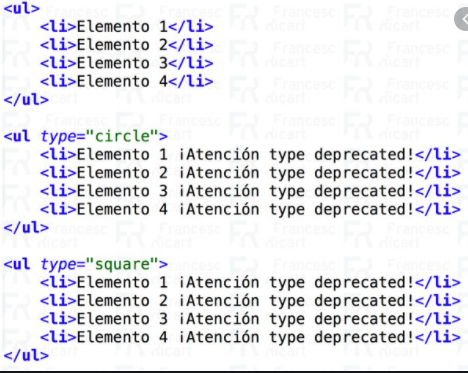 <ul>
<li>Elemento 1</li>
<li>Elemento 2</li>
<li>Elemento 3</li>
<li>Elemento 4</li>
</ul>
<ul type="circle">
<li>Elemento 1 ¡Atención type deprecated!</li>
<li>Elemento 2 ¡Atención type deprecated!</li>
<li>Elemento 3 ¡Atención type deprecated!</li>
<li>Elemento 4 ¡Atención type deprecated!</li>
</ul>
<ul type="square">
<li>Elemento 1 ¡Atención type deprecated!</li>
<li>Elemento 2 ¡Atención type deprecated!</li>
<li>Elemento 3 ¡Atención type deprecated!</li>
<li>Elemento 4 ¡Atención type deprecated!</li>
</ul>